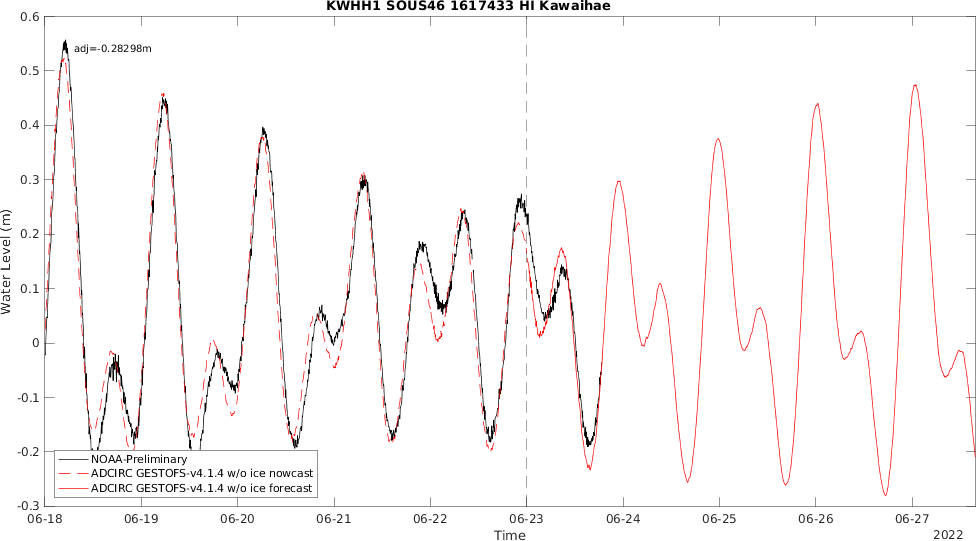 KWHH1 SOUS46 1617433 HI Kawaihae
adj=-0.28298m
Water Level (m)
0.6
0.5
0.4
0.3
0.2
0.1
0
-0.1
-0.2
-0.3
NOAA-Preliminary
ADCIRC GESTOFS-v4.1.4 w/o ice nowcast
ADCIRC GESTOFS-v4.1.4 w/o ice forecast
06-18 06-19 06-20 06-21 06-22 06-23 06-24 06-25 06-26 06-27
Time
2022